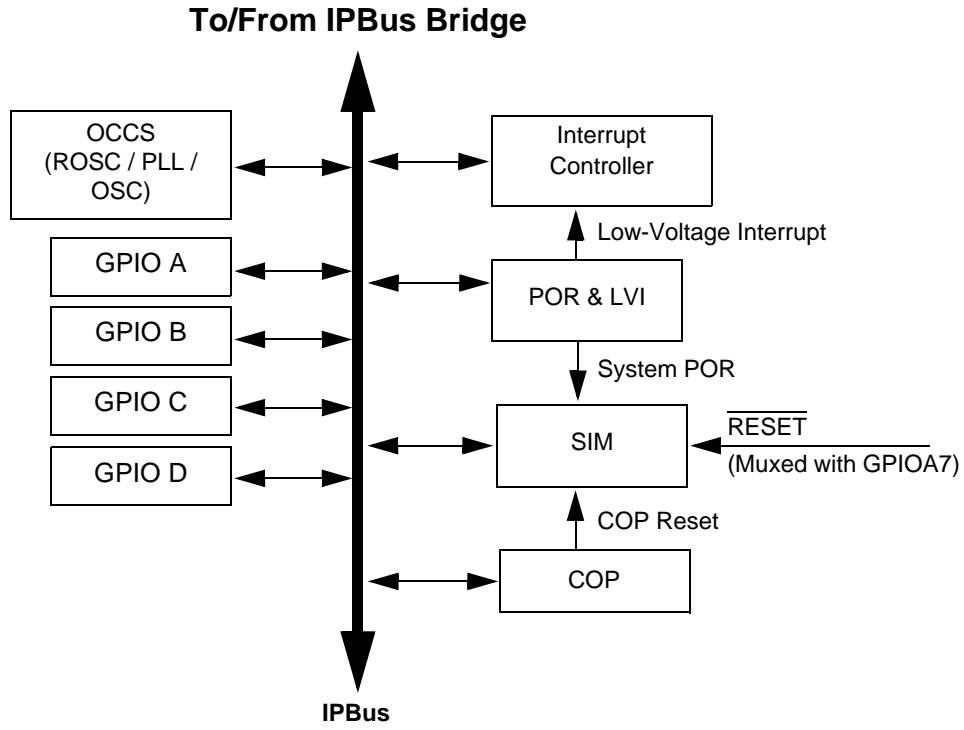 To/From IPBus Bridge
OCCS
(ROSC / PLL /
OSC)
GPIO A
GPIO B
GPIO C
GPIO D
Interrupt
Controller
Low-Voltage Interrupt
POR & LVI
System POR
SIM
RESET
(Muxed with GPIOA7)
COP Reset
COP
IPBus